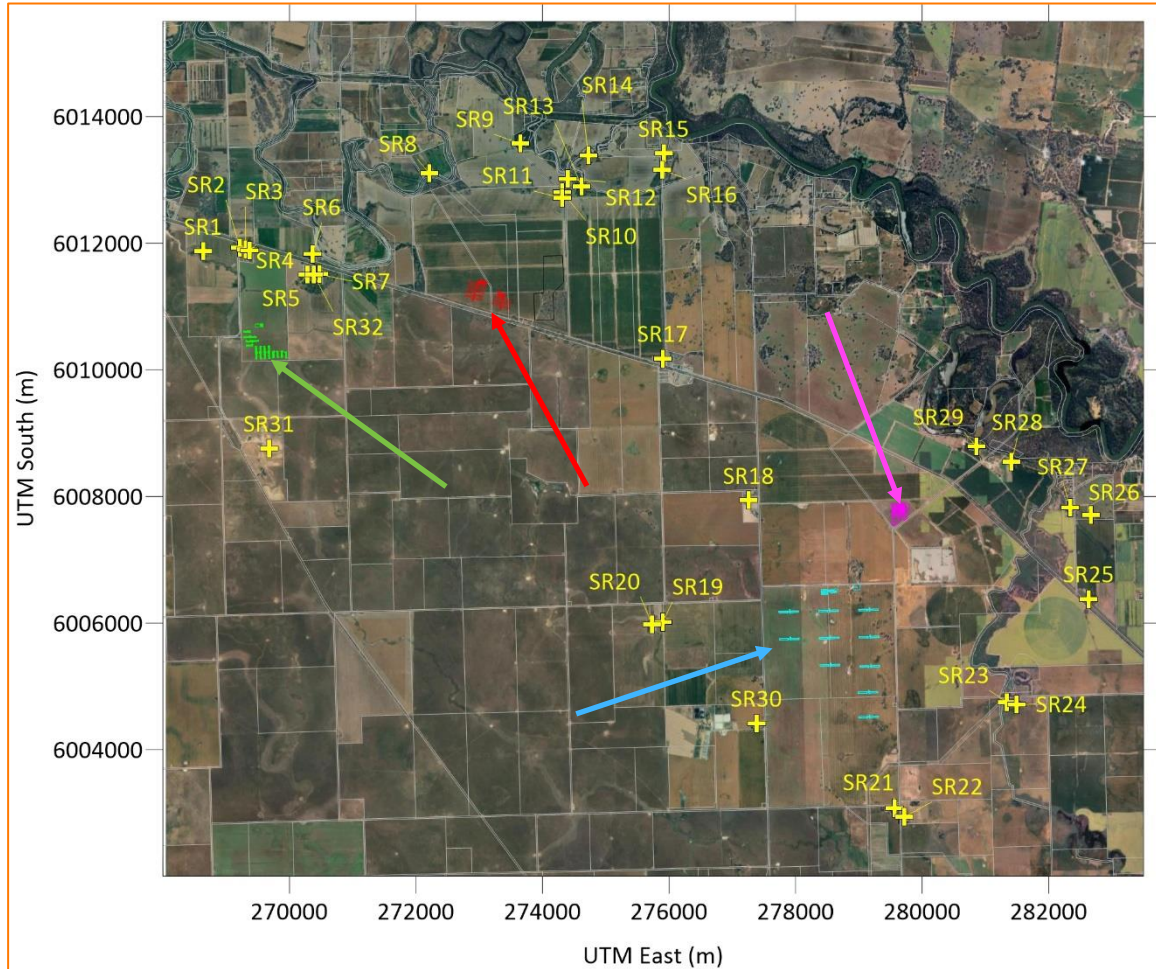 6014000
6012000
6010000
6008000
6006000
6004000
UTM South (m)
SR14
SR13
SR9
SR15
SR8
SR11
SR12
SR16
SR2
SR3
SR6
SR1
SR10
SR4
SR5
SR7
SR32
SR17
SR31
SR29
SR28
SR27
SR18
SR26
SR20
SR19
SR25
SR30
SR23
SR24
SR21
SR22
270000 272000 274000 276000 278000 280000 282000
UTM East (m)